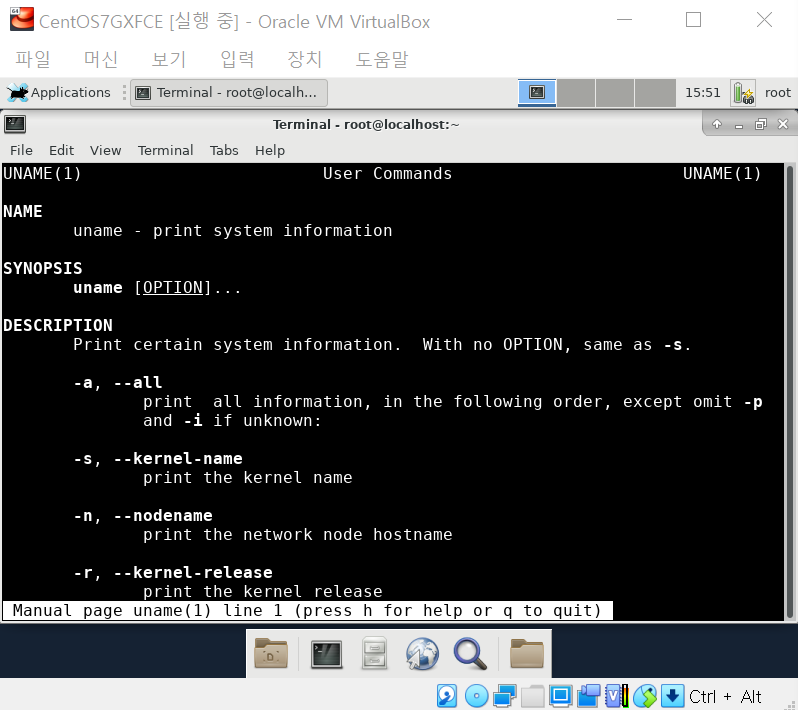 CentOS7GXFCE [실행 중] - Oracle VM VirtualBox
파일 머신 보기 입력 장치 도움말
Applications Terminal - root@localh... 15:51 root
Terminal - root@localhost:~
File Edit View Terminal Tabs Help
UNAME(1) User Commands UNAME(1)
NAME
uname - print system information
SYNOPSIS
uname [OPTION]...
DESCRIPTION
Print certain system information.  With no OPTION, same as -s.
-a, --all
print  all information, in the following order, except omit -p
and -i if unknown:
-s, --kernel-name
print the kernel name
-n, --nodename
print the network node hostname
-r, --kernel-release
print the kernel release
Manual page uname(1) line 1 (press h for help or q to quit)
Ctrl + Alt